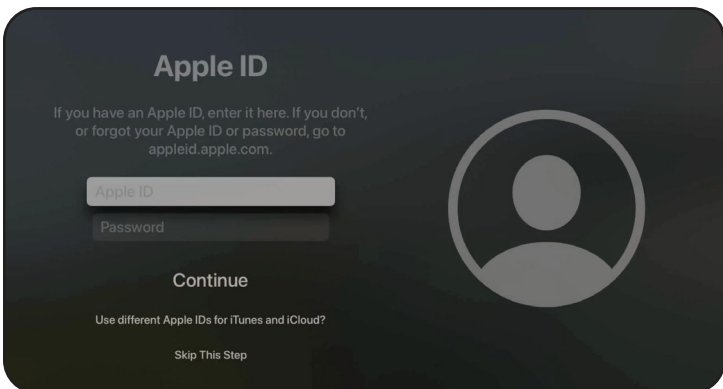 Apple ID
If you have an Apple ID, enter it here. If you don't,
or forgot your Apple ID or password, go to
appleid.apple.com.
Apple ID
Password
Continue
Use different Apple IDs for iTunes and iCloud?
Skip This Step